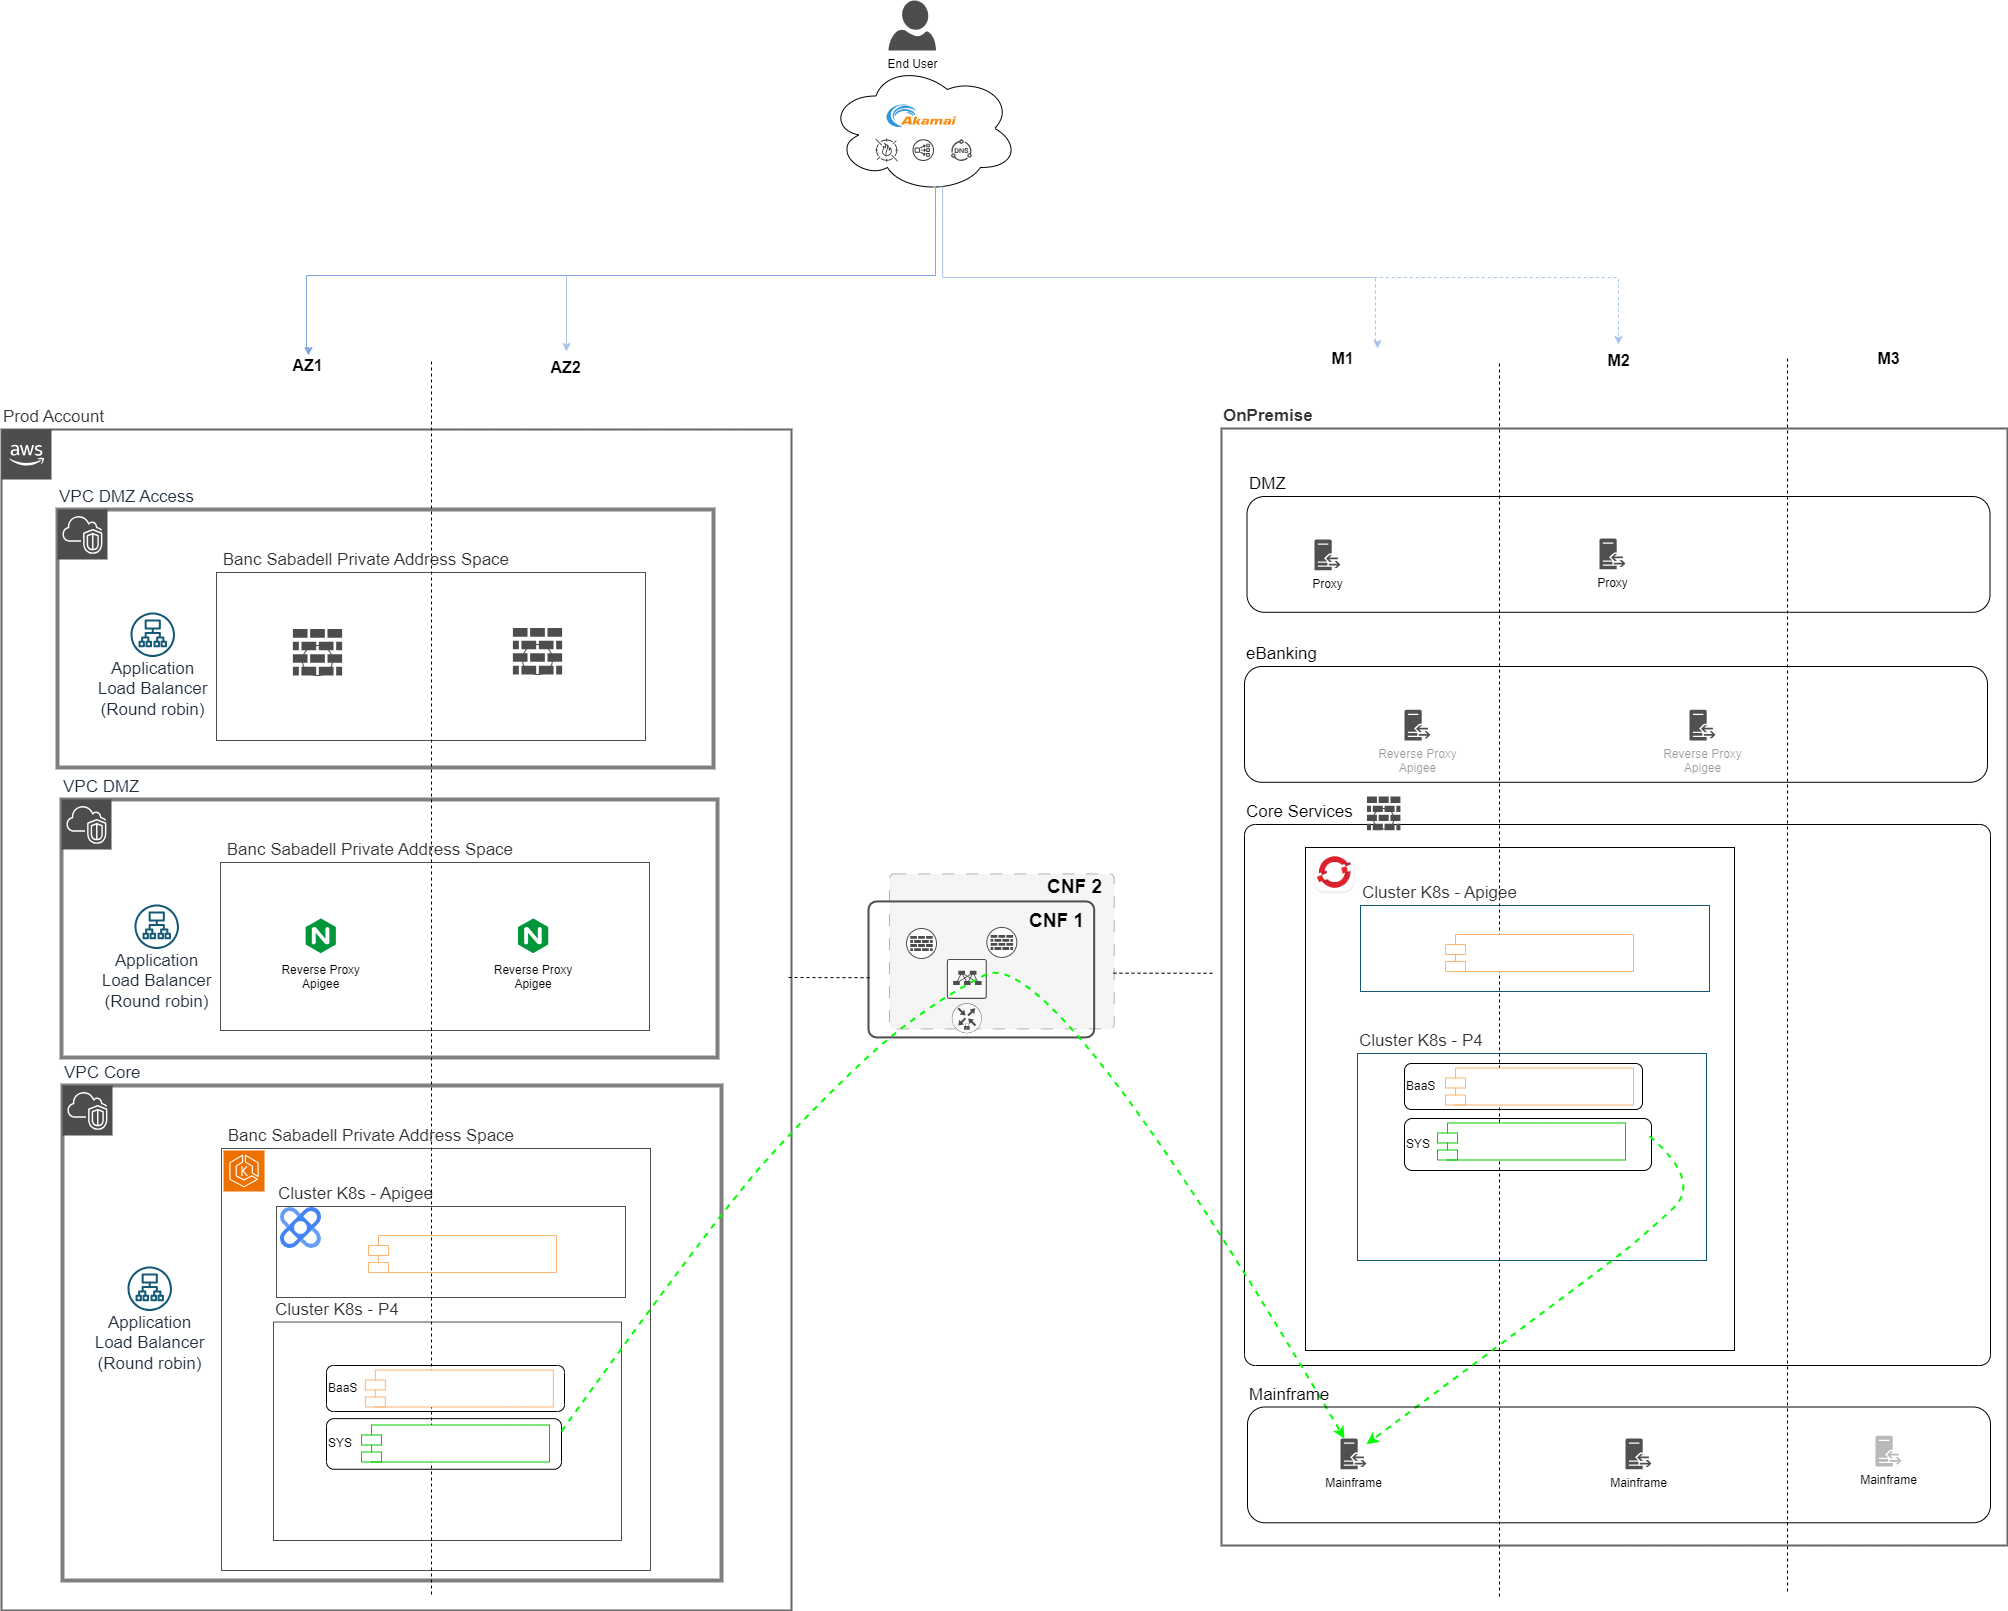 End User
Akamai
DNS
AZ1
AZ2
M1
M2
M3
Prod Account
aws
VPC DMZ Access
Banc Sabadell Private Address Space
Application
Load Balancer
(Round robin)
VPC DMZ
Banc Sabadell Private Address Space
Application
Load Balancer
(Round robin)
N
Reverse Proxy
Apigee
N
Reverse Proxy
Apigee
VPC Core
Banc Sabadell Private Address Space
K
Cluster K8s - Apigee
Application
Load Balancer
(Round robin)
Cluster K8s - P4
BaaS
SYS
CNF 2
CNF 1
OnPremise
DMZ
Proxy
Proxy
eBanking
Reverse Proxy
Apigee
Reverse Proxy
Apigee
Core Services
Cluster K8s - Apigee
Cluster K8s - P4
BaaS
SYS
Mainframe
Mainframe
Mainframe
Mainframe